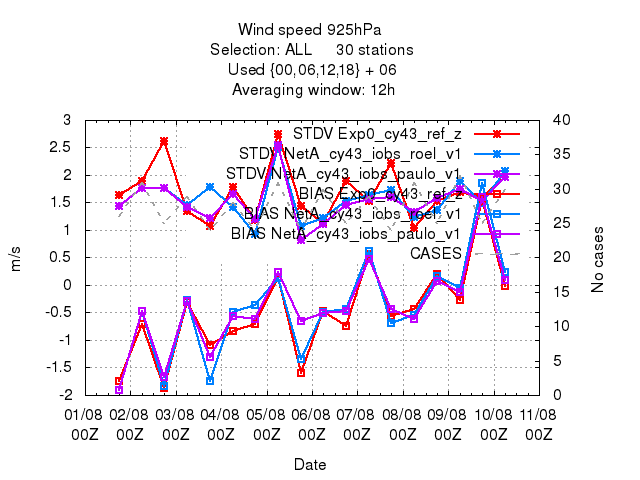 Wind speed 925hPa
Selection: ALL 30 stations
Used {00,06,12,18} + 06
Averaging window: 12h
3
2.5
2
1.5
1
0.5
0
-0.5
-1
-1.5
-2
m/s
40
35
30
25
20
15
10
5
0
No cases
STDV Exp0_cy43_ref_z
STDV NetA_cy43_iobs_roel_v1
STDV NetA_cy43_iobs_paulo_v1
BIAS Exp0_cy43_ref_z
BIAS NetA_cy43_iobs_roel_v1
BIAS NetA_cy43_iobs_paulo_v1
CASES
01/08 02/08 03/08 04/08 05/08 06/08 07/08 08/08 09/08 10/08 11/08
00Z 00Z 00Z 00Z 00Z 00Z 00Z 00Z 00Z 00Z 00Z
Date